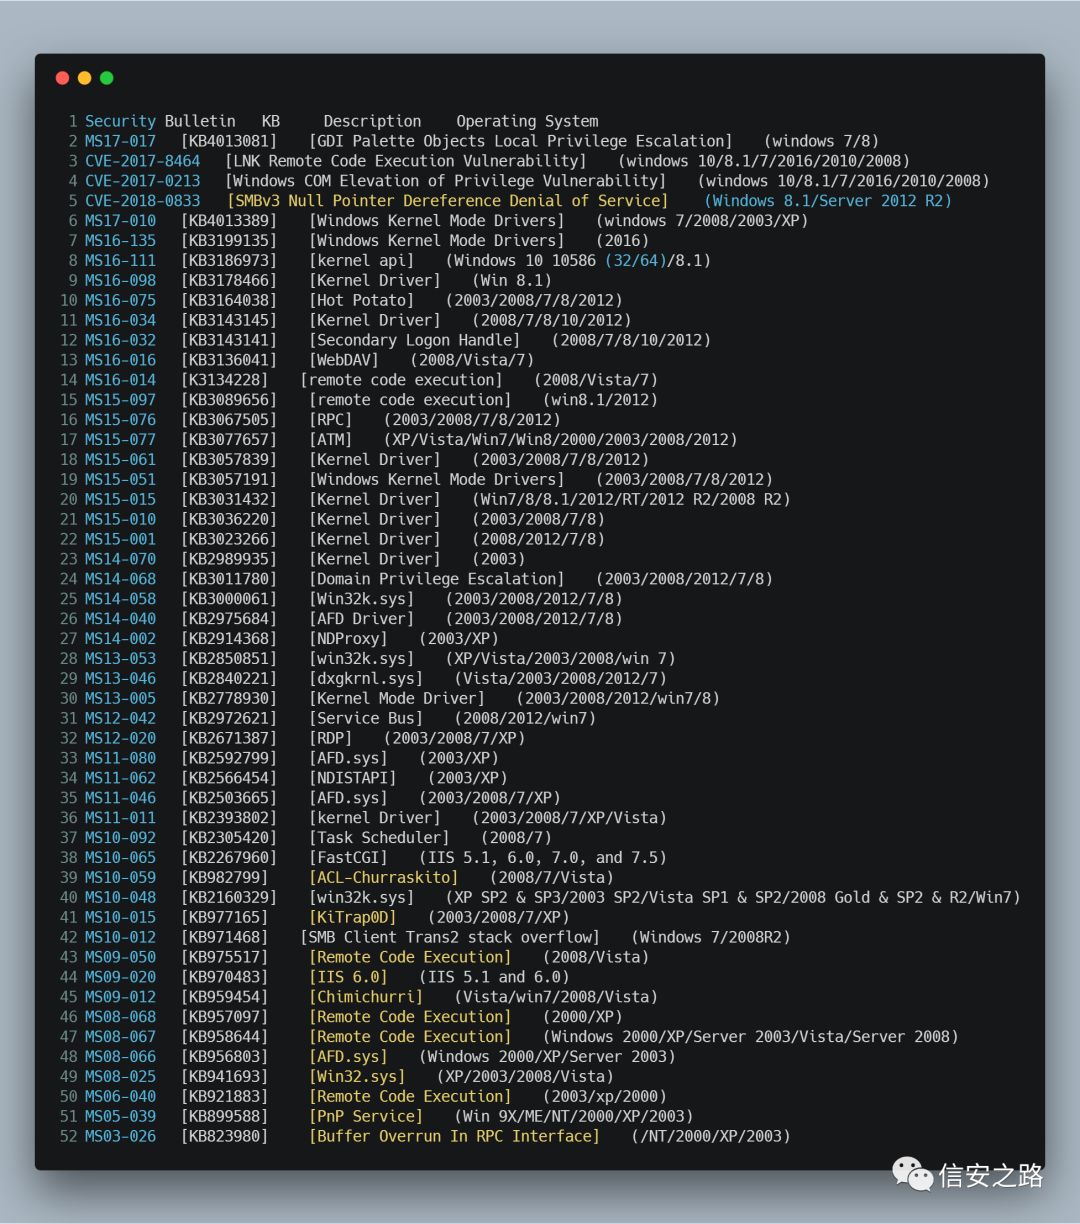 1 Security Bulletin KB Description Operating System
2 MS17-017 [KB4013081] [GDI Palette Objects Local Privilege Escalation] (windows 7/8)
3 CVE-2017-8464 [LNK Remote Code Execution Vulnerability] (windows 10/8.1/7/2016/2010/2008)
4 CVE-2017-0213 [Windows COM Elevation of Privilege Vulnerability] (windows 10/8.1/7/2016/2010/2008)
5 CVE-2018-0833 [SMBv3 Null Pointer Dereference Denial of Service] (Windows 8.1/Server 2012 R2)
6 MS17-010 [KB4013389] [Windows Kernel Mode Drivers] (windows 7/2008/2003/XP)
7 MS16-135 [KB3199135] [Windows Kernel Mode Drivers] (2016)
8 MS16-111 [KB3186973] [kernel api] (Windows 10 10586 (32/64)/8.1)
9 MS16-098 [KB3178466] [Kernel Driver] (Win 8.1)
10 MS16-075 [KB3164038] [Hot Potato] (2003/2008/7/8/2012)
11 MS16-034 [KB3143145] [Kernel Driver] (2008/7/8/10/2012)
12 MS16-032 [KB3143141] [Secondary Logon Handle] (2008/7/8/10/2012)
13 MS16-016 [KB3136041] [WebDAV] (2008/Vista/7)
14 MS16-014 [K3134228] [remote code execution] (2008/Vista/7)
15 MS15-097 [KB3089656] [remote code execution] (win8.1/2012)
16 MS15-076 [KB3067505] [RPC] (2003/2008/7/8/2012)
17 MS15-077 [KB3077657] [ATM] (XP/Vista/Win7/Win8/2000/2003/2008/2012)
18 MS15-061 [KB3057839] [Kernel Driver] (2003/2008/7/8/2012)
19 MS15-051 [KB3057191] [Windows Kernel Mode Drivers] (2003/2008/7/8/2012)
20 MS15-015 [KB3031432] [Kernel Driver] (Win7/8/8.1/2012/RT/2012 R2/2008 R2)
21 MS15-010 [KB3036220] [Kernel Driver] (2003/2008/7/8)
22 MS15-001 [KB3023266] [Kernel Driver] (2008/2012/7/8)
23 MS14-070 [KB2989935] [Kernel Driver] (2003)
24 MS14-068 [KB3011780] [Domain Privilege Escalation] (2003/2008/2012/7/8)
25 MS14-058 [KB3000061] [Win32k.sys] (2003/2008/2012/7/8)
26 MS14-040 [KB2975684] [AFD Driver] (2003/2008/2012/7/8)
27 MS14-002 [KB2914368] [NDProxy] (2003/XP)
28 MS13-053 [KB2850851] [win32k.sys] (XP/Vista/2003/2008/win 7)
29 MS13-046 [KB2840221] [dxgkrnl.sys] (Vista/2003/2008/2012/7)
30 MS13-005 [KB2778930] [Kernel Mode Driver] (2003/2008/2012/win7/8)
31 MS12-042 [KB2972621] [Service Bus] (2008/2012/win7)
32 MS12-020 [KB2671387] [RDP] (2003/2008/7/XP)
33 MS11-080 [KB2592799] [AFD.sys] (2003/XP)
34 MS11-062 [KB2566454] [NDISTAPI] (2003/XP)
35 MS11-046 [KB2503665] [AFD.sys] (2003/2008/7/XP)
36 MS11-011 [KB2393802] [kernel Driver] (2003/2008/7/XP/Vista)
37 MS10-092 [KB2305420] [Task Scheduler] (2008/7)
38 MS10-065 [KB2267960] [FastCGI] (IIS 5.1, 6.0, 7.0, and 7.5)
39 MS10-059 [KB982799] [ACL-Churraskito] (2008/7/Vista)
40 MS10-048 [KB2160329] [win32k.sys] (XP SP2 & SP3/2003 SP2/Vista SP1 & SP2/2008 Gold & SP2 & R2/Win7)
41 MS10-015 [KB977165] [KiTrap0D] (2003/2008/7/XP)
42 MS10-012 [KB971468] [SMB Client Trans2 stack overflow] (Windows 7/2008R2)
43 MS09-050 [KB975517] [Remote Code Execution] (2008/Vista)
44 MS09-020 [KB970483] [IIS 6.0] (IIS 5.1 and 6.0)
45 MS09-012 [KB959454] [Chimichurri] (Vista/win7/2008/Vista)
46 MS08-068 [KB957097] [Remote Code Execution] (2000/XP)
47 MS08-067 [KB958644] [Remote Code Execution] (Windows 2000/XP/Server 2003/Vista/Server 2008)
48 MS08-066 [KB956803] [AFD.sys] (Windows 2000/XP/Server 2003)
49 MS08-025 [KB941693] [Win32.sys] (XP/2003/2008/Vista)
50 MS06-040 [KB921883] [Remote Code Execution] (2003/xp/2000)
51 MS05-039 [KB899588] [PnP Service] (Win 9X/ME/NT/2000/XP/2003)
52 MS03-026 [KB823980] [Buffer Overrun In RPC Interface] (/NT/2000/XP/2003)
信安之路